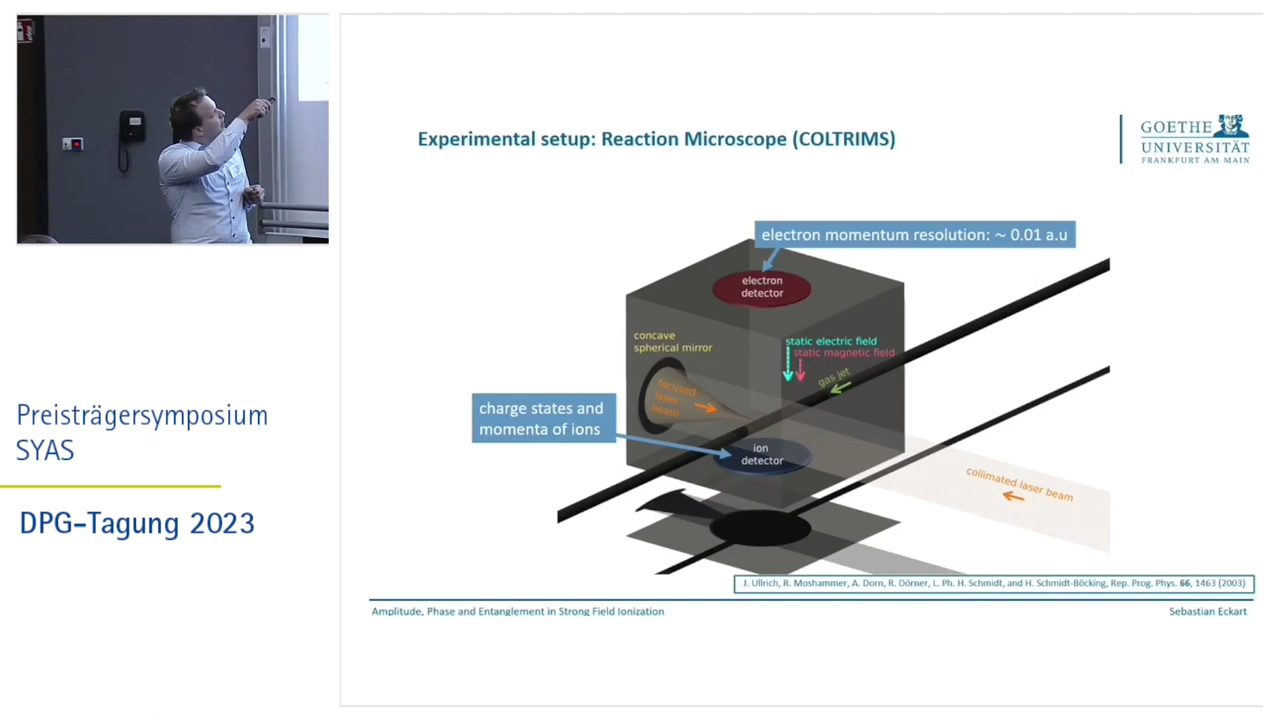 Experimental setup: Reaction Microscope (COLTRIMS)
GOETHE
UNIVERSITÄT
FRANKFURT AM MAIN
electron momentum resolution: ~ 0.01 a.u
electron
detector
concave
spherical mirror
static electric field
static magnetic field
gas jet
focused
laser
beam
charge states and
momenta of ions
ion
detector
collimated laser beam
Preisträgersymposium
SYAS
DPG-Tagung 2023
J. Ullrich, R. Moshammer, A. Dorn, R. Dörner, L. Ph. H. Schmidt, and H. Schmidt-Böcking, Rep. Prog. Phys. 66, 1463 (2003)
Amplitude, Phase and Entanglement in Strong Field Ionization
Sebastian Eckart